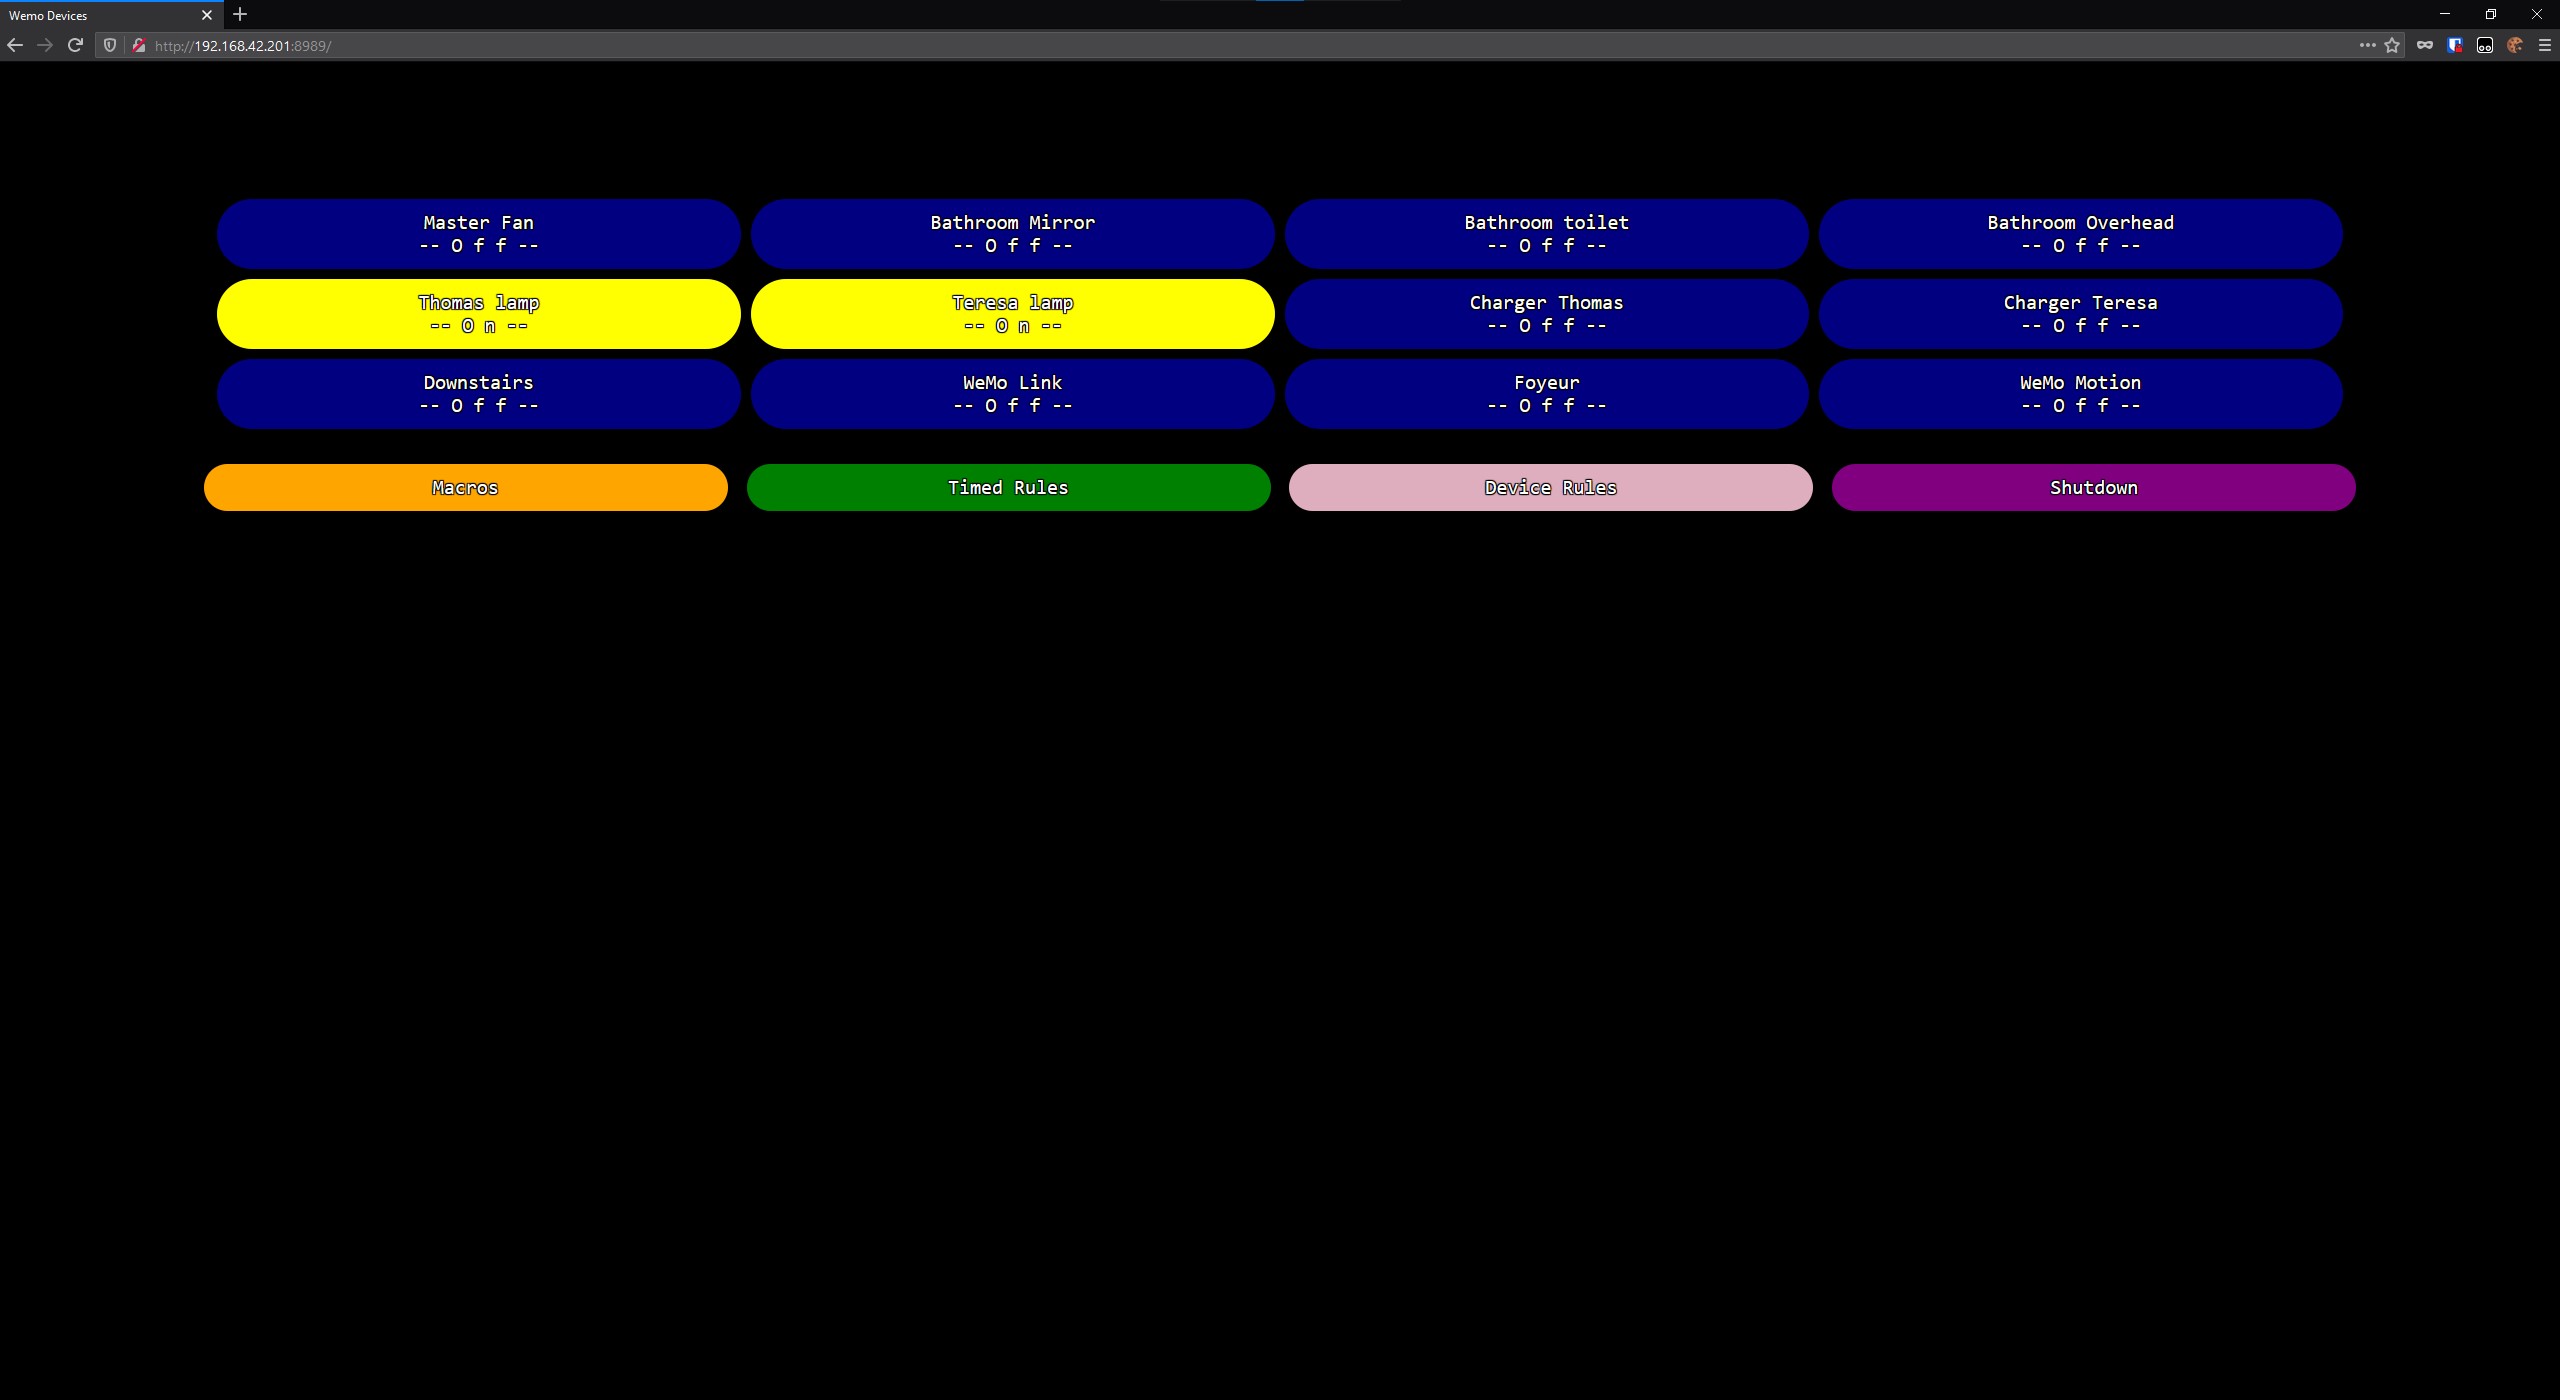 Wemo Devices
http://192.168.42.201:8989/
Master Fan
-- O f f --
Bathroom Mirror
-- O f f --
Bathroom toilet
-- O f f --
Bathroom Overhead
-- O f f --
Thomas lamp
-- O n --
Teresa lamp
-- O n --
Charger Thomas
-- O f f --
Charger Teresa
-- O f f --
Downstairs
-- O f f --
WeMo Link
-- O f f --
Foyeur
-- O f f --
WeMo Motion
-- O f f --
Macros
Timed Rules
Device Rules
Shutdown